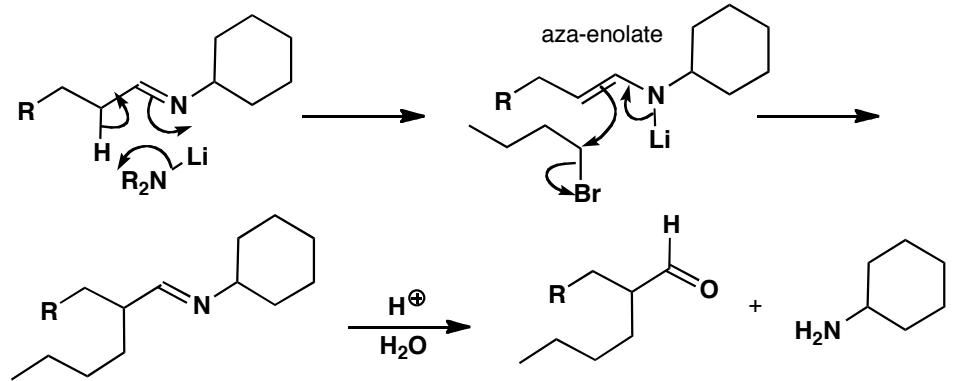 aza-enolate
R
N
H
Li
R2N
R
N
Li
Br
R
N
H⊕
H2O
H
R
O
+
H2N